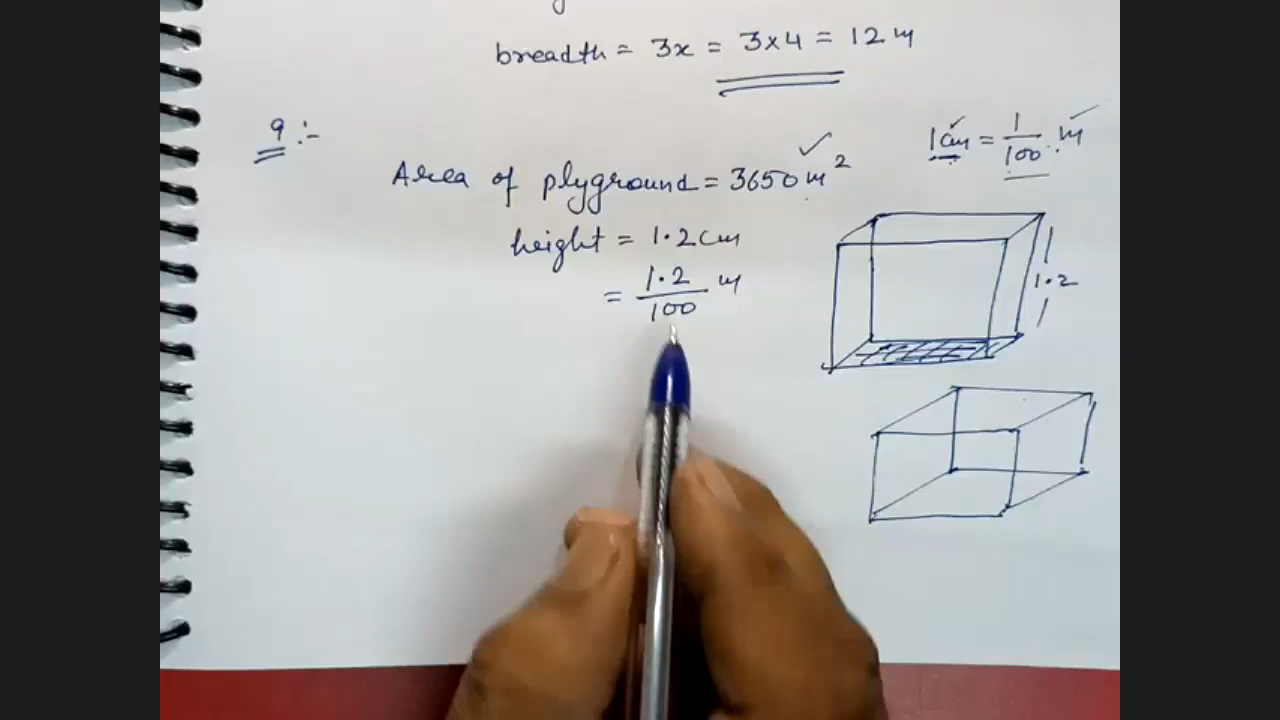 breadth = 3x = 3×4 = 12 m
9 :-
1 cm = 1/100 m
Area of plyground = 3650 m²
height = 1.2 cm
= 1.2/100 m
1.2